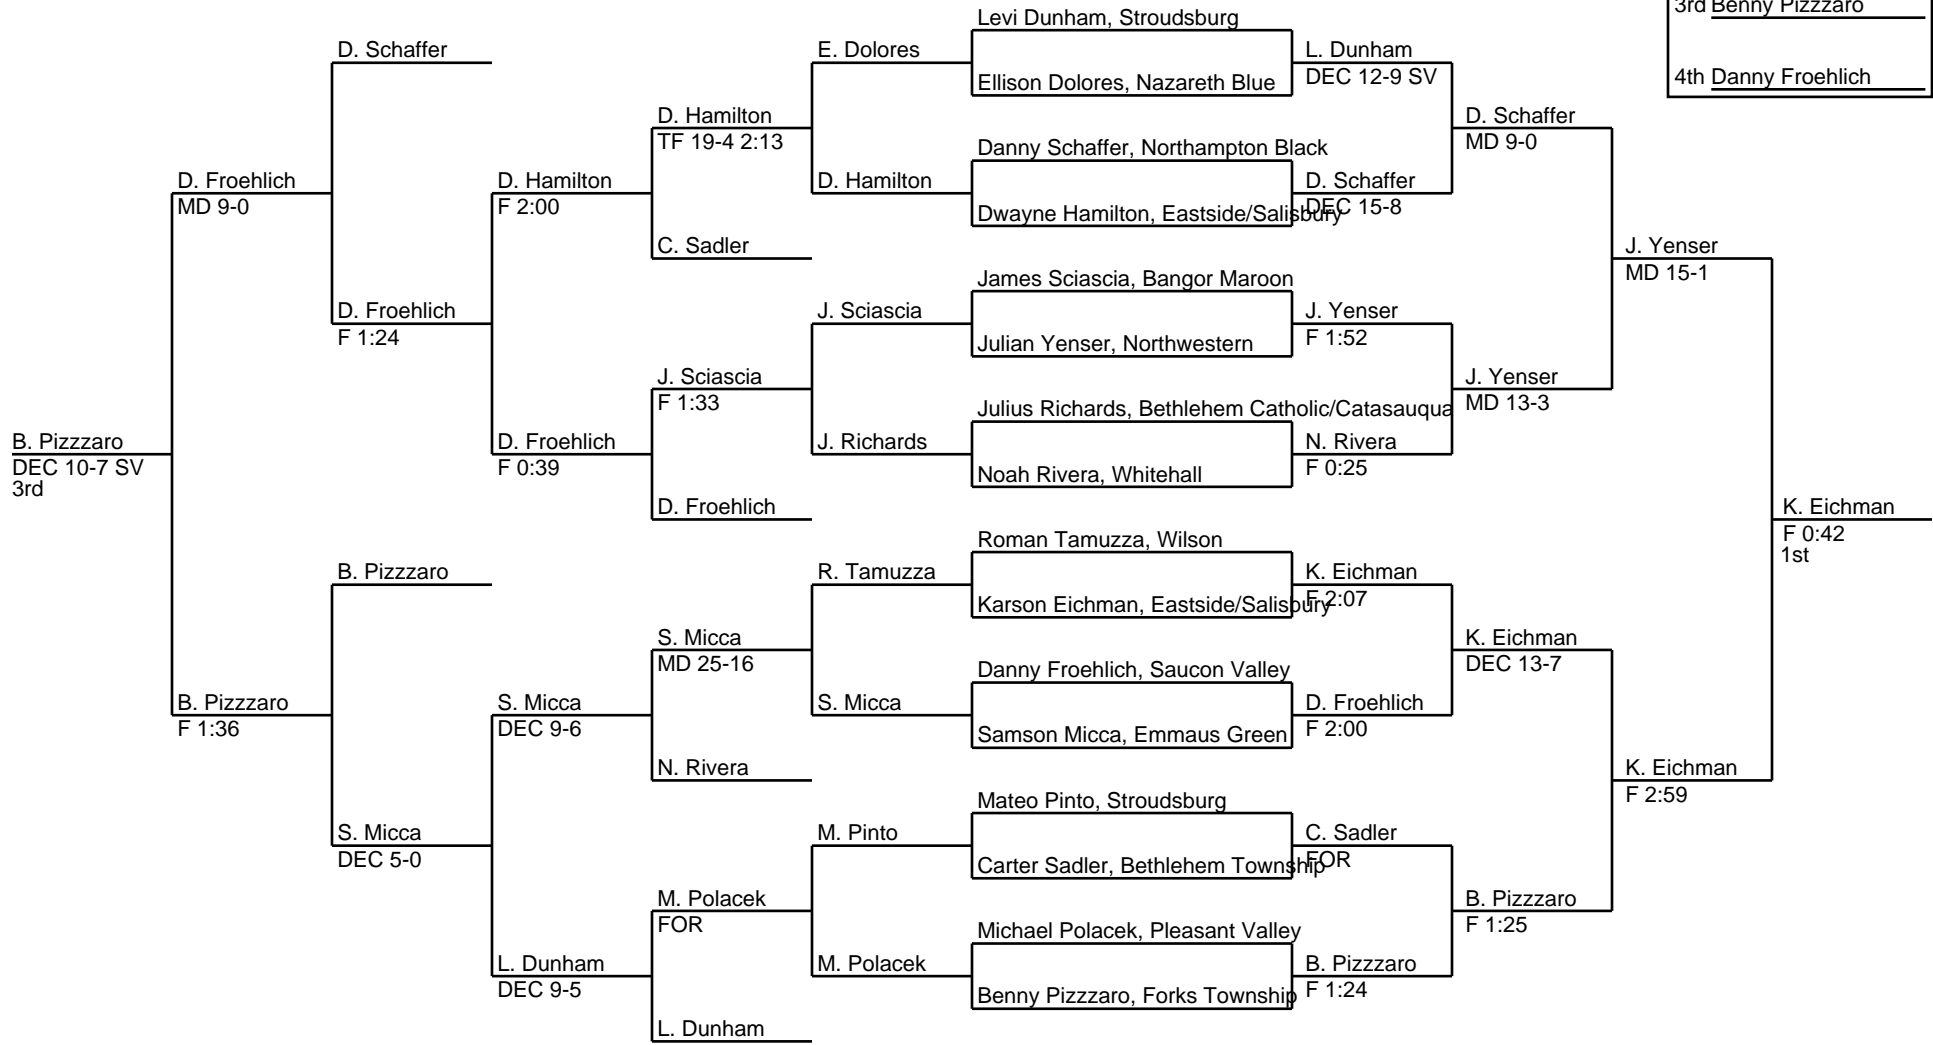 3rd Benny Pizzzaro
4th Danny Froehlich
B. Pizzzaro
DEC 10-7 SV
3rd
D. Froehlich
MD 9-0
B. Pizzzaro
F 1:36
D. Schaffer
D. Froehlich
F 1:24
B. Pizzzaro
S. Micca
DEC 5-0
D. Hamilton
F 2:00
D. Froehlich
F 0:39
S. Micca
DEC 9-6
L. Dunham
DEC 9-5
D. Hamilton
TF 19-4 2:13
C. Sadler
J. Sciascia
F 1:33
D. Froehlich
S. Micca
MD 25-16
N. Rivera
M. Polacek
FOR
L. Dunham
E. Dolores
D. Hamilton
J. Sciascia
J. Richards
R. Tamuzza
S. Micca
M. Pinto
M. Polacek
Levi Dunham, Stroudsburg
Ellison Dolores, Nazareth Blue
Danny Schaffer, Northampton Black
Dwayne Hamilton, Eastside/Salisbury
James Sciascia, Bangor Maroon
Julian Yenser, Northwestern
Julius Richards, Bethlehem Catholic/Catasauqua
Noah Rivera, Whitehall
Roman Tamuzza, Wilson
Karson Eichman, Eastside/Salisbury
Danny Froehlich, Saucon Valley
Samson Micca, Emmaus Green
Mateo Pinto, Stroudsburg
Carter Sadler, Bethlehem Township
Michael Polacek, Pleasant Valley
Benny Pizzzaro, Forks Township
L. Dunham
DEC 12-9 SV
D. Schaffer
DEC 15-8
J. Yenser
F 1:52
N. Rivera
F 0:25
K. Eichman
F 2:07
D. Froehlich
F 2:00
C. Sadler
FOR
B. Pizzzaro
F 1:24
D. Schaffer
MD 9-0
J. Yenser
MD 13-3
K. Eichman
DEC 13-7
B. Pizzzaro
F 1:25
J. Yenser
MD 15-1
K. Eichman
F 2:59
K. Eichman
F 0:42
1st